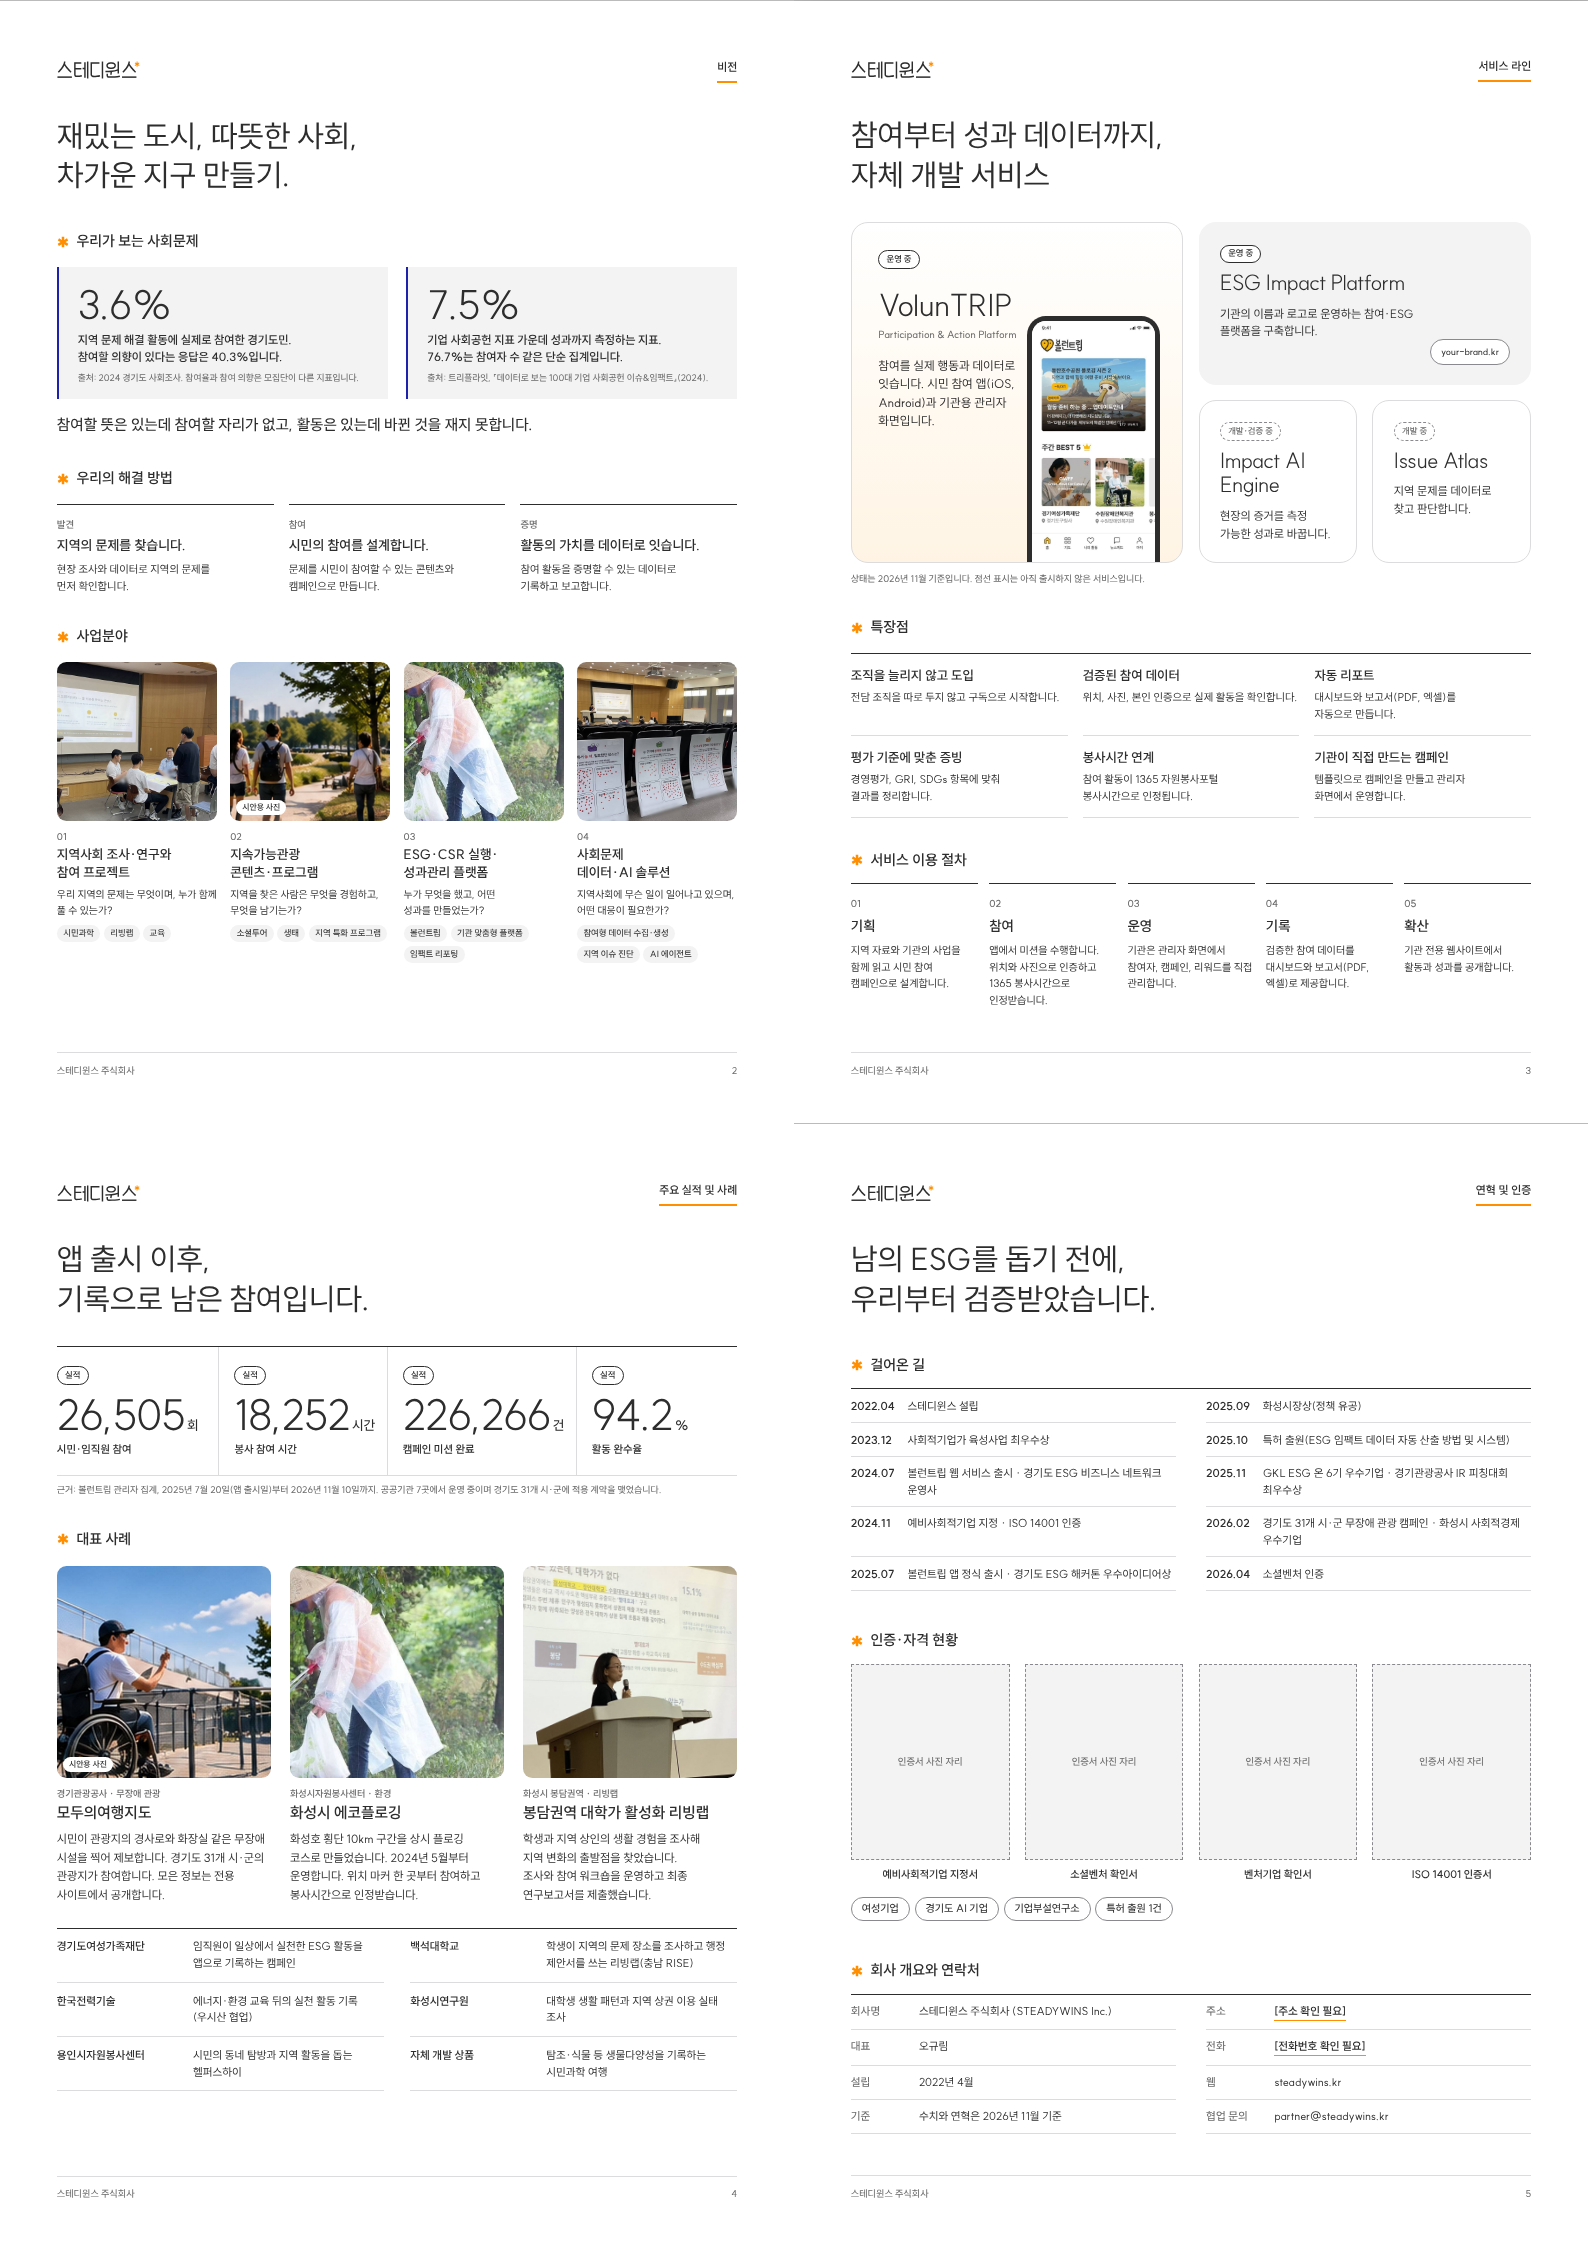 스테디윈스
비전
재밌는 도시, 따뜻한 사회,
차가운 지구 만들기.
우리가 보는 사회문제
3.6%
지역 문제 해결 활동에 실제로 참여한 경기도민.
참여할 의향이 있다는 응답은 40.3%입니다.
출처: 2024 경기도 사회조사. 참여율과 참여 의향은 모집단이 다른 지표입니다.
7.5%
기업 사회공헌 지표 가운데 성과까지 측정하는 지표.
76.7%는 참여자 수 같은 단순 집계입니다.
출처: 트리플라잇, 「데이터로 보는 100대 기업 사회공헌 이슈&임팩트」(2024).
참여할 뜻은 있는데 참여할 자리가 없고, 활동은 있는데 바뀐 것을 재지 못합니다.
우리의 해결 방법
발견
지역의 문제를 찾습니다.
현장 조사와 데이터로 지역의 문제를
먼저 확인합니다.
참여
시민의 참여를 설계합니다.
문제를 시민이 참여할 수 있는 콘텐츠와
캠페인으로 만듭니다.
증명
활동의 가치를 데이터로 잇습니다.
참여 활동을 증명할 수 있는 데이터로
기록하고 보고합니다.
사업분야
시안용 사진
01
지역사회 조사·연구와
참여 프로젝트
우리 지역의 문제는 무엇이며, 누가 함께
풀 수 있는가?
시민과학
리빙랩
교육
02
지속가능관광
콘텐츠·프로그램
지역을 찾은 사람은 무엇을 경험하고,
무엇을 남기는가?
소셜투어
생태
지역 특화 프로그램
03
ESG·CSR 실행·
성과관리 플랫폼
누가 무엇을 했고, 어떤
성과를 만들었는가?
볼런트립
기관 맞춤형 플랫폼
임팩트 리포팅
04
사회문제
데이터·AI 솔루션
지역사회에 무슨 일이 일어나고 있으며,
어떤 대응이 필요한가?
참여형 데이터 수집·생성
지역 이슈 진단
AI 에이전트
스테디윈스 주식회사
2
스테디윈스
서비스 라인
참여부터 성과 데이터까지,
자체 개발 서비스
운영 중
VolunTRIP
Participation & Action Platform
참여를 실제 행동과 데이터로
잇습니다. 시민 참여 앱(iOS,
Android)과 기관용 관리자
화면입니다.
9:41
볼런트립
주간 BEST 5
경기도여성가족재단
수원장애인복지관
운영 중
ESG Impact Platform
기관의 이름과 로고로 운영하는 참여·ESG
플랫폼을 구축합니다.
your-brand.kr
개발·검증 중
Impact AI
Engine
현장의 증거를 측정
가능한 성과로 바꿉니다.
개발 중
Issue Atlas
지역 문제를 데이터로
찾고 판단합니다.
상태는 2026년 11월 기준입니다. 점선 표시는 아직 출시하지 않은 서비스입니다.
특장점
조직을 늘리지 않고 도입
전담 조직을 따로 두지 않고 구독으로 시작합니다.
검증된 참여 데이터
위치, 사진, 본인 인증으로 실제 활동을 확인합니다.
자동 리포트
대시보드와 보고서(PDF, 엑셀)를
자동으로 만듭니다.
평가 기준에 맞춘 증빙
경영평가, GRI, SDGs 항목에 맞춰
결과를 정리합니다.
봉사시간 연계
참여 활동이 1365 자원봉사포털
봉사시간으로 인정됩니다.
기관이 직접 만드는 캠페인
템플릿으로 캠페인을 만들고 관리자
화면에서 운영합니다.
서비스 이용 절차
01
기획
지역 자료와 기관의 사업을
함께 읽고 시민 참여
캠페인으로 설계합니다.
02
참여
앱에서 미션을 수행합니다.
위치와 사진으로 인증하고
1365 봉사시간으로
인정받습니다.
03
운영
기관은 관리자 화면에서
참여자, 캠페인, 리워드를 직접
관리합니다.
04
기록
검증한 참여 데이터를
대시보드와 보고서(PDF,
엑셀)로 제공합니다.
05
확산
기관 전용 웹사이트에서
활동과 성과를 공개합니다.
스테디윈스 주식회사
3
스테디윈스
주요 실적 및 사례
앱 출시 이후,
기록으로 남은 참여입니다.
실적
26,505회
시민·임직원 참여
실적
18,252시간
봉사 참여 시간
실적
226,266건
캠페인 미션 완료
실적
94.2%
활동 완수율
근거: 볼런트립 관리자 집계, 2025년 7월 20일(앱 출시일)부터 2026년 11월 10일까지. 공공기관 7곳에서 운영 중이며 경기도 31개 시·군에 적용 계약을 맺었습니다.
대표 사례
시안용 사진
경기관광공사 · 무장애 관광
모두의여행지도
시민이 관광지의 경사로와 화장실 같은 무장애
시설을 찍어 제보합니다. 경기도 31개 시·군의
관광지가 참여합니다. 모은 정보는 전용
사이트에서 공개합니다.
화성시자원봉사센터 · 환경
화성시 에코플로깅
화성호 횡단 10km 구간을 상시 플로깅
코스로 만들었습니다. 2024년 5월부터
운영합니다. 위치 마커 한 곳부터 참여하고
봉사시간으로 인정받습니다.
15.1%
봉담
화성시 봉담권역 · 리빙랩
봉담권역 대학가 활성화 리빙랩
학생과 지역 상인의 생활 경험을 조사해
지역 변화의 출발점을 찾았습니다.
조사와 참여 워크숍을 운영하고 최종
연구보고서를 제출했습니다.
경기도여성가족재단
임직원이 일상에서 실천한 ESG 활동을
앱으로 기록하는 캠페인
백석대학교
학생이 지역의 문제 장소를 조사하고 행정
제안서를 쓰는 리빙랩(충남 RISE)
한국전력기술
에너지·환경 교육 뒤의 실천 활동 기록
(우시산 협업)
화성시연구원
대학생 생활 패턴과 지역 상권 이용 실태
조사
용인시자원봉사센터
시민의 동네 탐방과 지역 활동을 돕는
헬퍼스하이
자체 개발 상품
탐조·식물 등 생물다양성을 기록하는
시민과학 여행
스테디윈스 주식회사
4
스테디윈스
연혁 및 인증
남의 ESG를 돕기 전에,
우리부터 검증받았습니다.
걸어온 길
2022.04 스테디윈스 설립
2023.12 사회적기업가 육성사업 최우수상
2024.07 볼런트립 웹 서비스 출시 · 경기도 ESG 비즈니스 네트워크
운영사
2024.11 예비사회적기업 지정 · ISO 14001 인증
2025.07 볼런트립 앱 정식 출시 · 경기도 ESG 해커톤 우수아이디어상
2025.09 화성시장상(정책 유공)
2025.10 특허 출원(ESG 임팩트 데이터 자동 산출 방법 및 시스템)
2025.11 GKL ESG 온 6기 우수기업 · 경기관광공사 IR 피칭대회
최우수상
2026.02 경기도 31개 시·군 무장애 관광 캠페인 · 화성시 사회적경제
우수기업
2026.04 소셜벤처 인증
인증·자격 현황
인증서 사진 자리
인증서 사진 자리
인증서 사진 자리
인증서 사진 자리
예비사회적기업 지정서
소셜벤처 확인서
벤처기업 확인서
ISO 14001 인증서
여성기업
경기도 AI 기업
기업부설연구소
특허 출원 1건
회사 개요와 연락처
회사명 스테디윈스 주식회사 (STEADYWINS Inc.)
대표 오규림
설립 2022년 4월
기준 수치와 연혁은 2026년 11월 기준
주소 [주소 확인 필요]
전화 [전화번호 확인 필요]
웹 steadywins.kr
협업 문의 partner@steadywins.kr
스테디윈스 주식회사
5